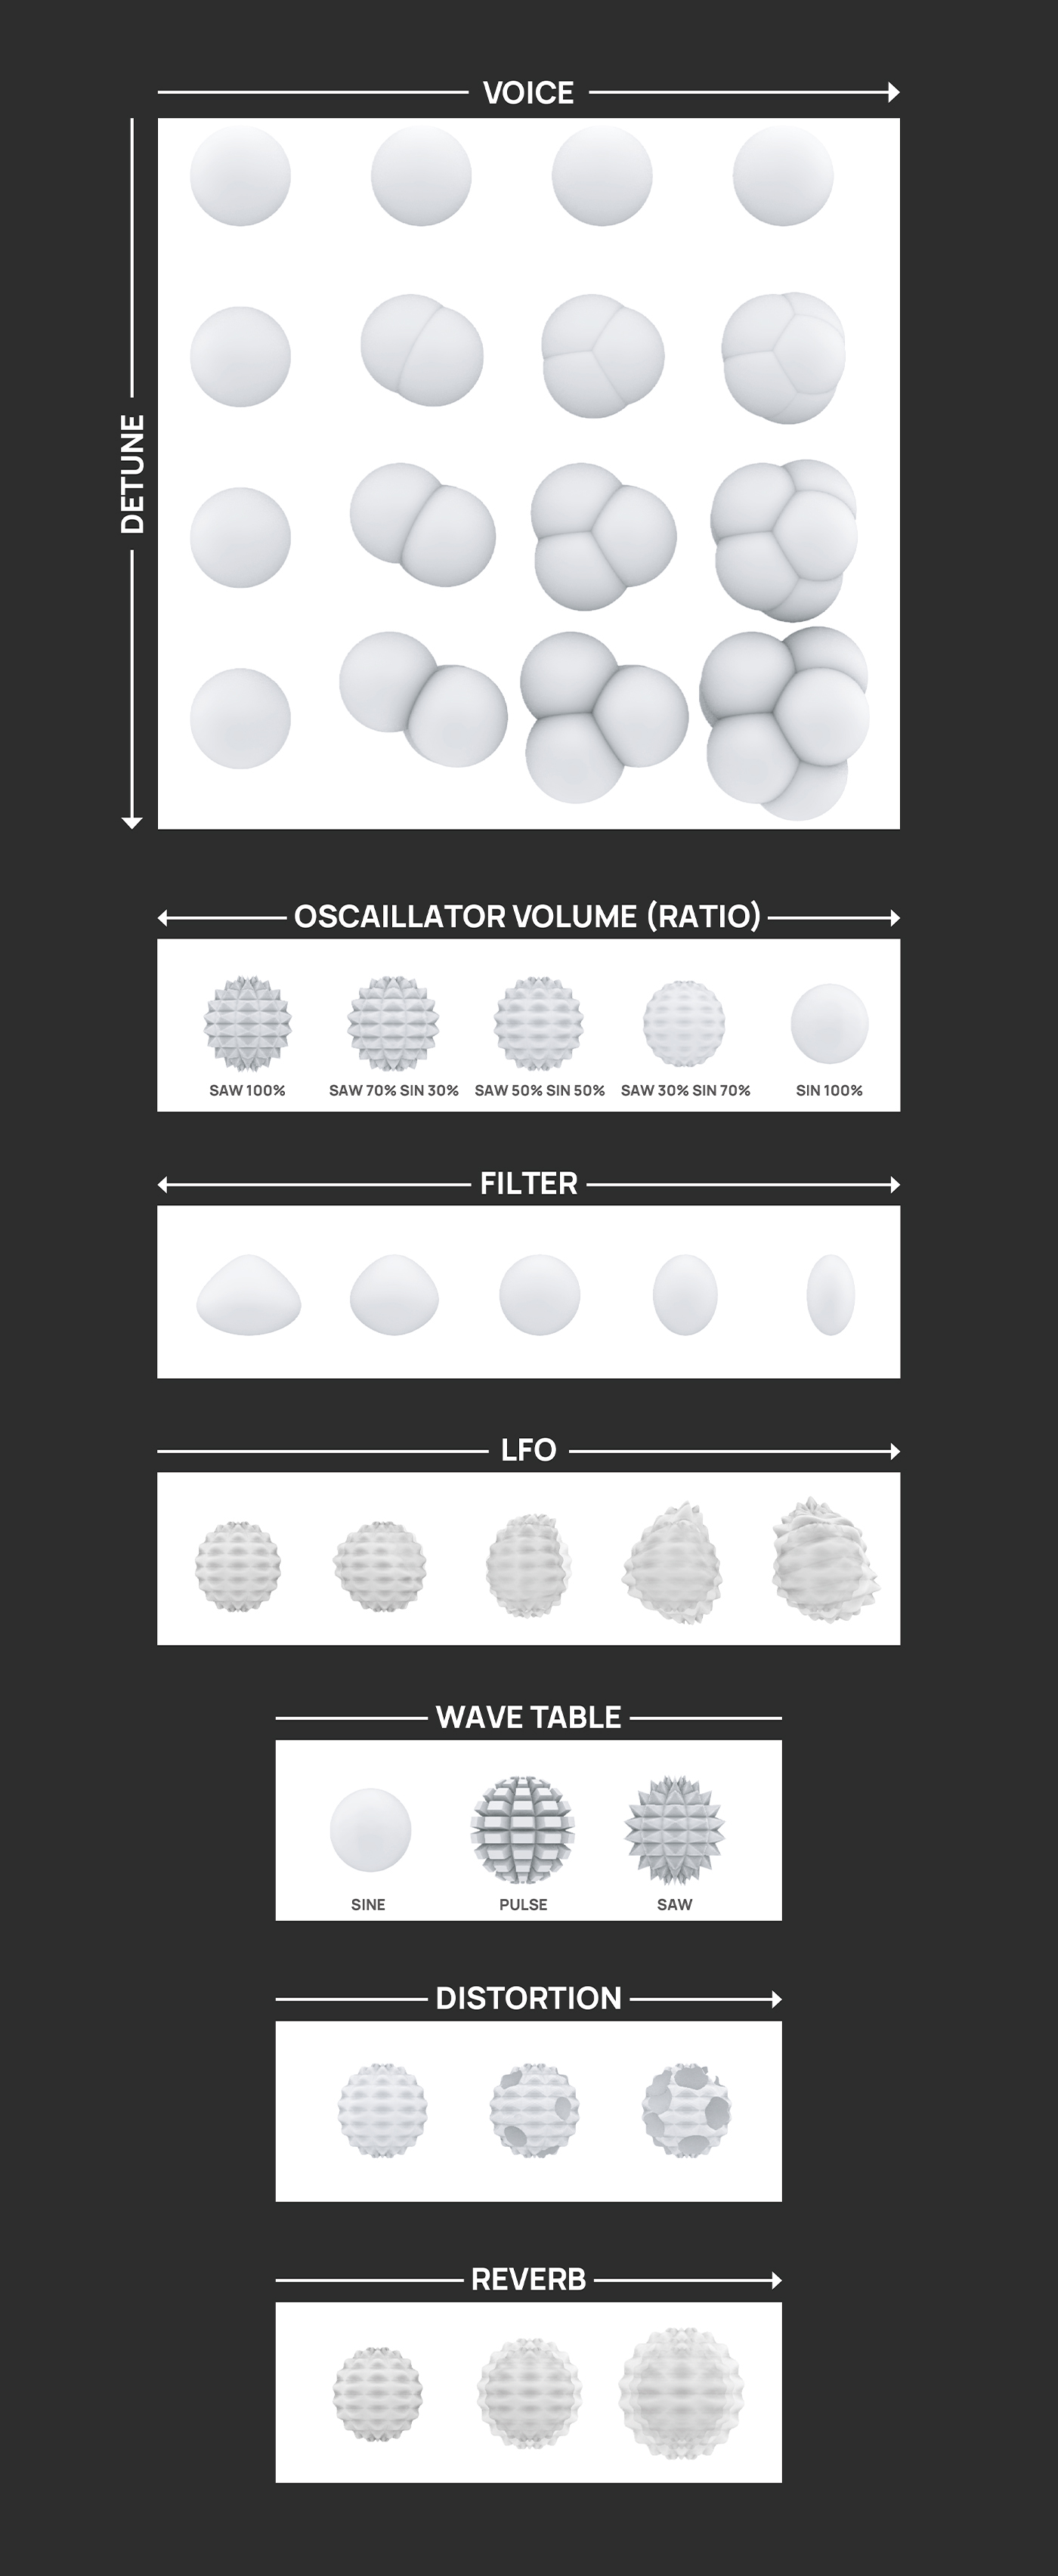 VOICE
DETUNE
OSCAILLATOR VOLUME (RATIO)
SAW 100%
SAW 70% SIN 30%
SAW 50% SIN 50%
SAW 30% SIN 70%
SIN 100%
FILTER
LFO
WAVE TABLE
SINE
PULSE
SAW
DISTORTION
REVERB